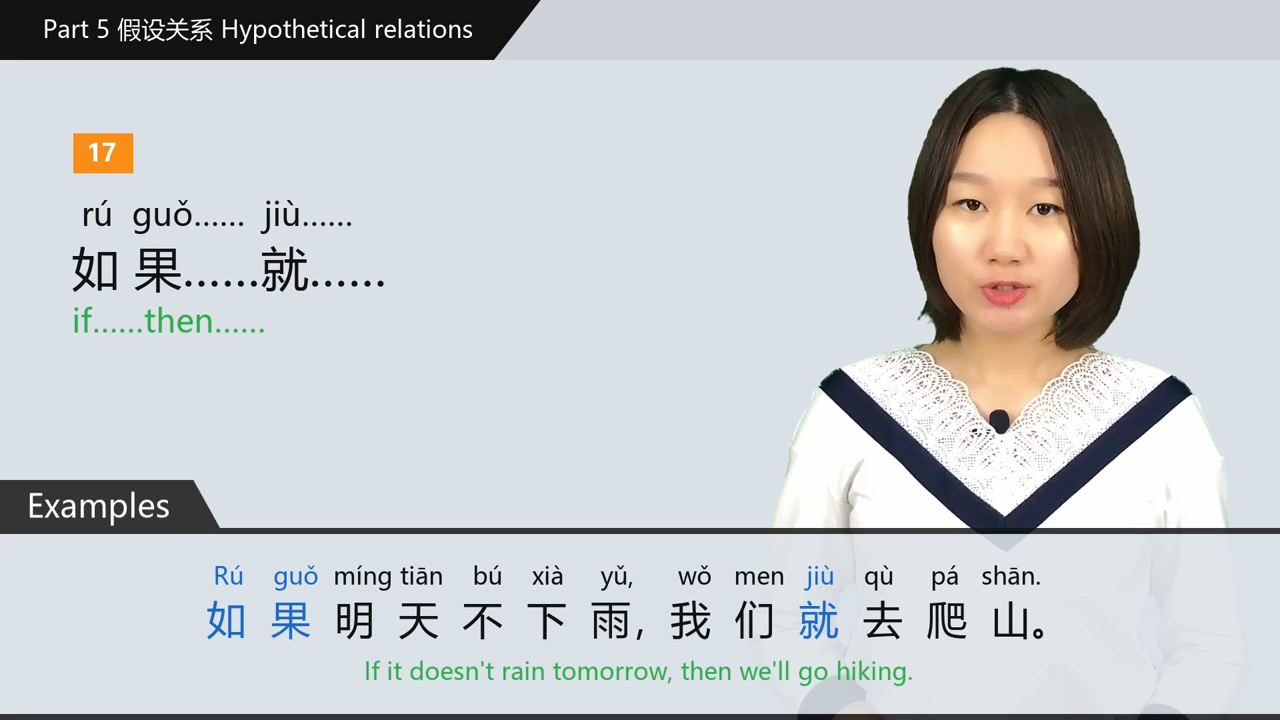 Part 5 假设关系 Hypothetical relations
17
rú guǒ…… jiù……
如果……就……
if……then……
Examples
Rú guǒ míng tiān bú xià yǔ, wǒ men jiù qù pá shān.
如果明天不下雨,我们就去爬山。
If it doesn't rain tomorrow, then we'll go hiking.